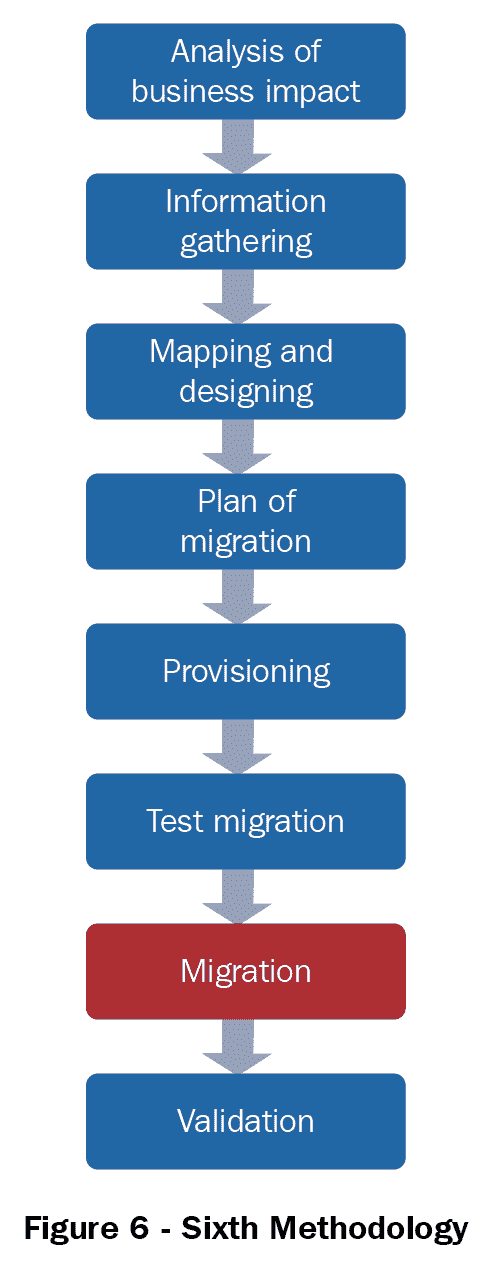 Analysis of
business impact
Information
gathering
Mapping and
designing
Plan of
migration
Provisioning
Test migration
Migration
Validation
Figure 6 - Sixth Methodology